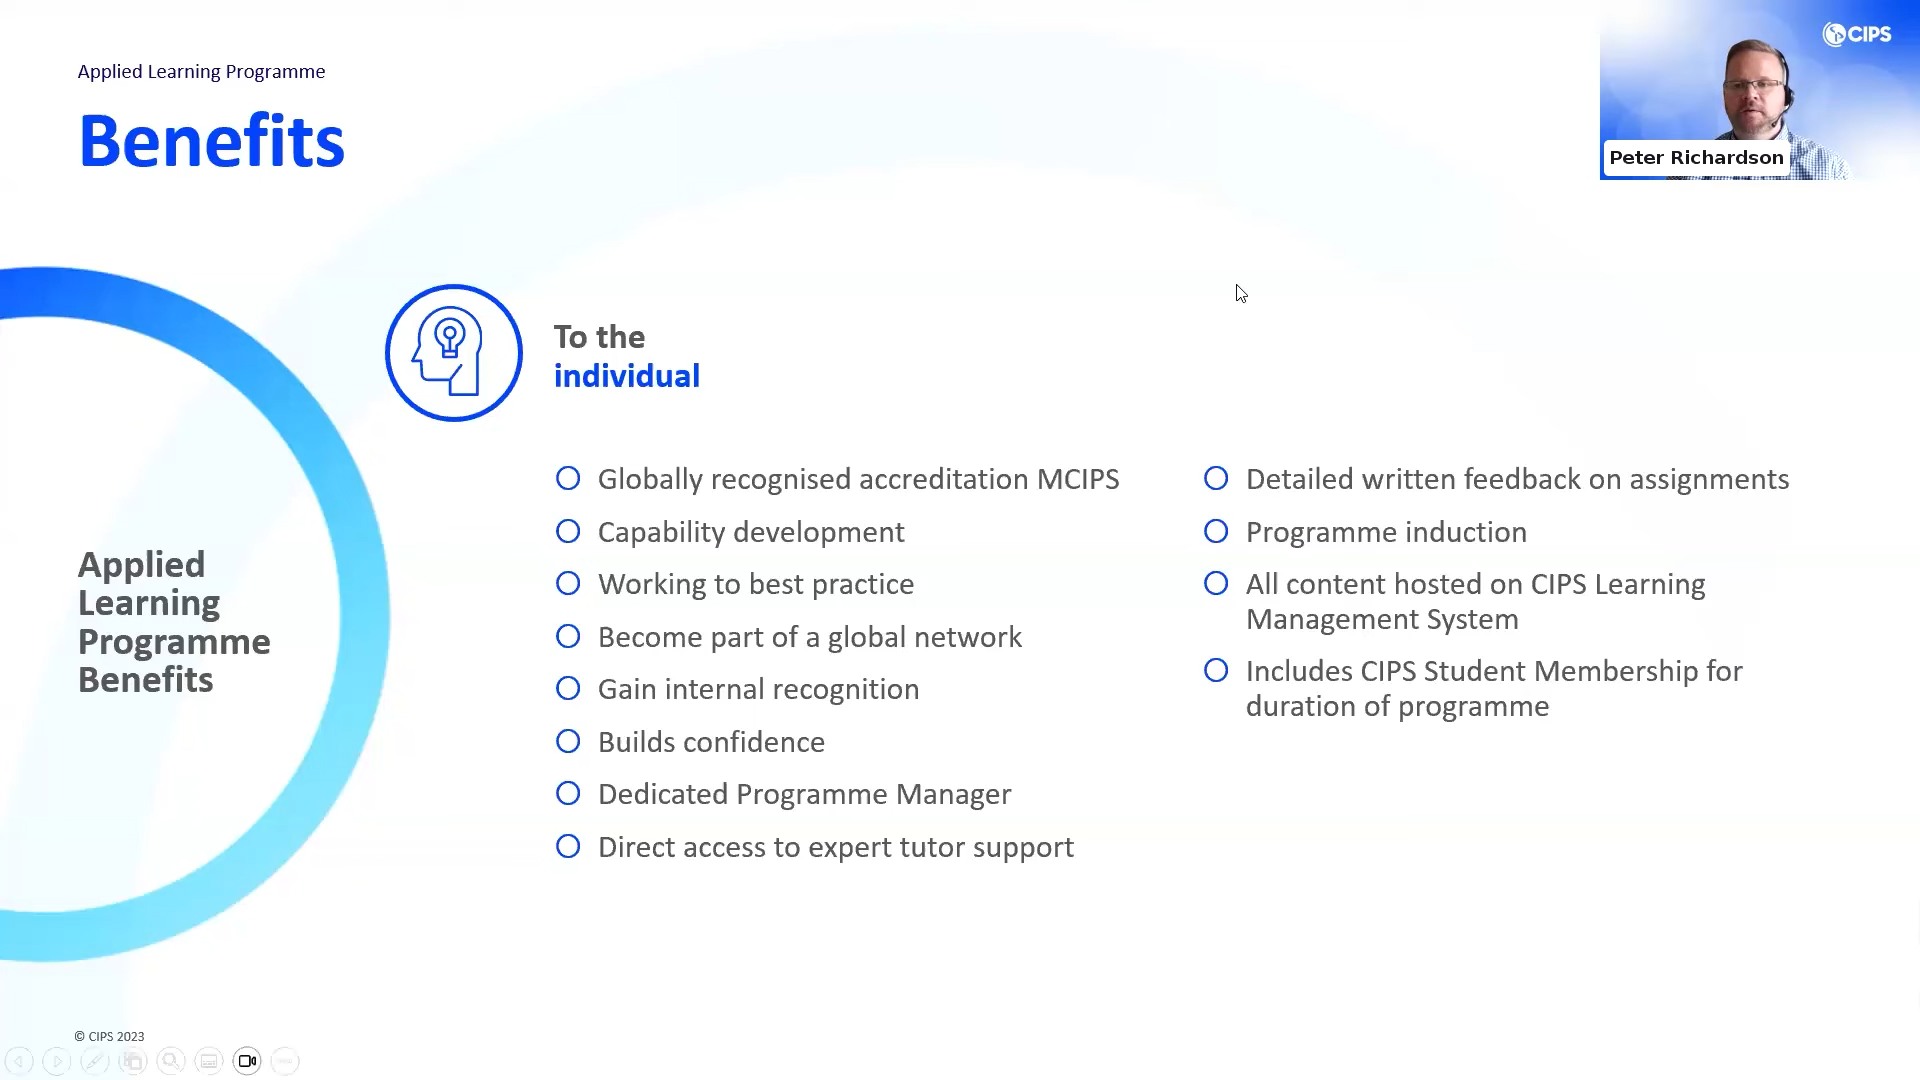 Applied Learning Programme
Benefits
CIPS
Peter Richardson
To the
individual
Applied
Learning
Programme
Benefits
Globally recognised accreditation MCIPS
Capability development
Working to best practice
Become part of a global network
Gain internal recognition
Builds confidence
Dedicated Programme Manager
Direct access to expert tutor support
Detailed written feedback on assignments
Programme induction
All content hosted on CIPS Learning
Management System
Includes CIPS Student Membership for
duration of programme
© CIPS 2023